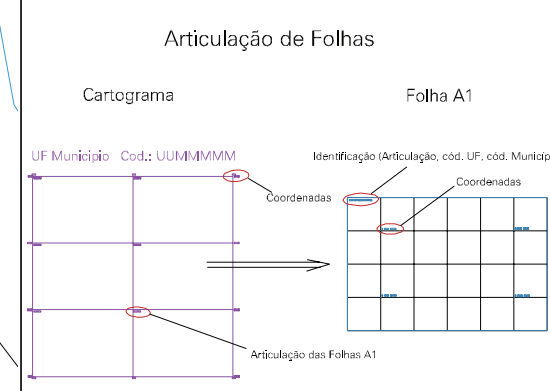 Articulação de Folhas
Cartograma
Folha A1
UF Municipio Cod.: UUMMMMM
Identificação (Articulação, cód. UF, cód. Municíp
Coordenadas
Coordenadas
Articulação das Folhas A1